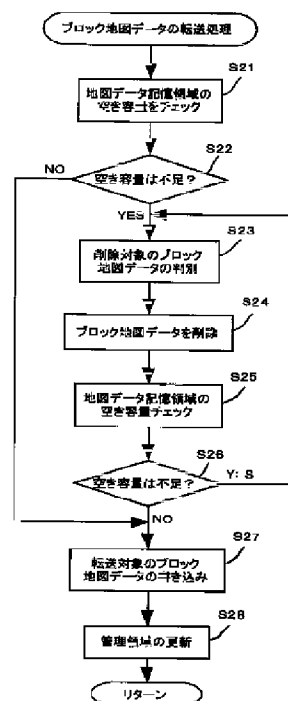 ブロック地図データの転送処理
S21
地図データ記憶領域の
空き容量をチェック
S22
NO
空き容量は不足?
YES
S23
削除対象のブロック
地図データの判別
S24
ブロック地図データを削除
S25
地図データ記憶領域の
空き容量チェック
S26
空き容量は不足?
Y: S
NO
S27
転送対象のブロック
地図データの書き込み
S28
管理領域の更新
リターン